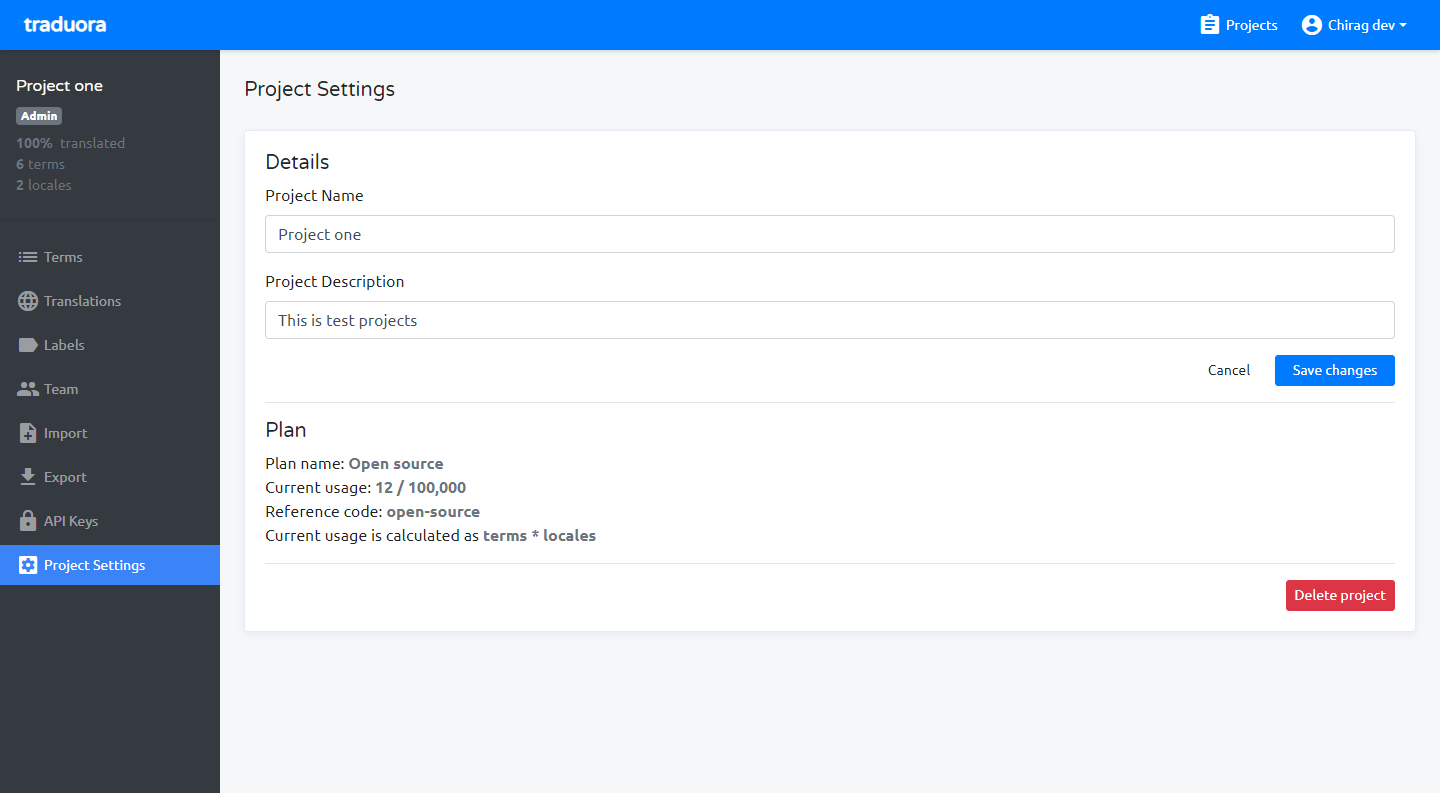 traduora
Projects
Chirag dev
Project one
Admin
100% translated
6 terms
2 locales
Terms
Translations
Labels
Team
Import
Export
API Keys
Project Settings
Project Settings
Details
Project Name
Project one
Project Description
This is test projects
Cancel
Save changes
Plan
Plan name: Open source
Current usage: 12 / 100,000
Reference code: open-source
Current usage is calculated as terms * locales
Delete project